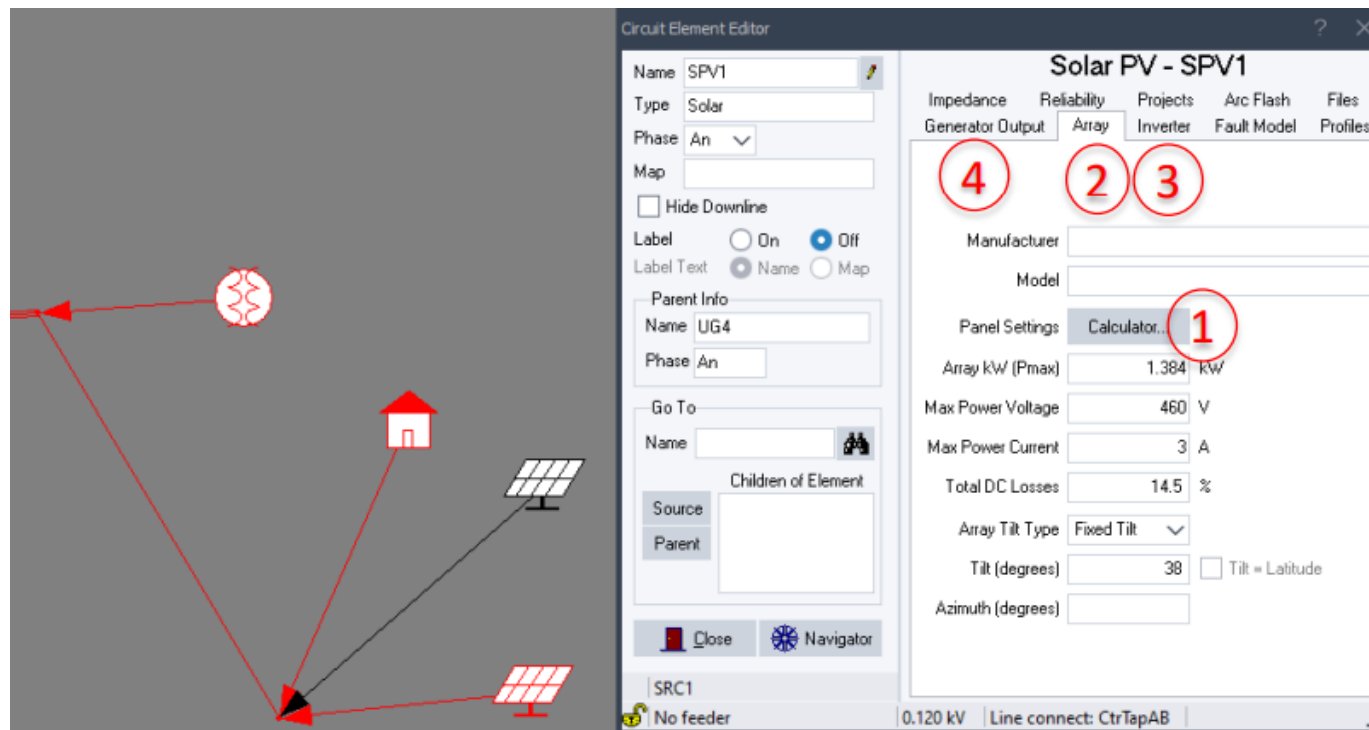 Circuit Element Editor
Name SPV1
Type Solar
Phase An
Map
Hide Downline
Label On Off
Label Text Name Map
Parent Info
Name UG4
Phase An
Go To
Name
Children of Element
Source
Parent
Close Navigator
SRC1
No feeder
Solar PV - SPV1
Impedance Reliability Projects Arc Flash Files
Generator Output Array Inverter Fault Model Profiles
4 2 3
Manufacturer
Model
Panel Settings Calculator... 1
Array kW (Pmax) 1.384 kW
Max Power Voltage 460 V
Max Power Current 3 A
Total DC Losses 14.5 %
Array Tilt Type Fixed Tilt
Tilt (degrees) 38 Tilt = Latitude
Azimuth (degrees)
0.120 kV Line connect: CtrTapAB